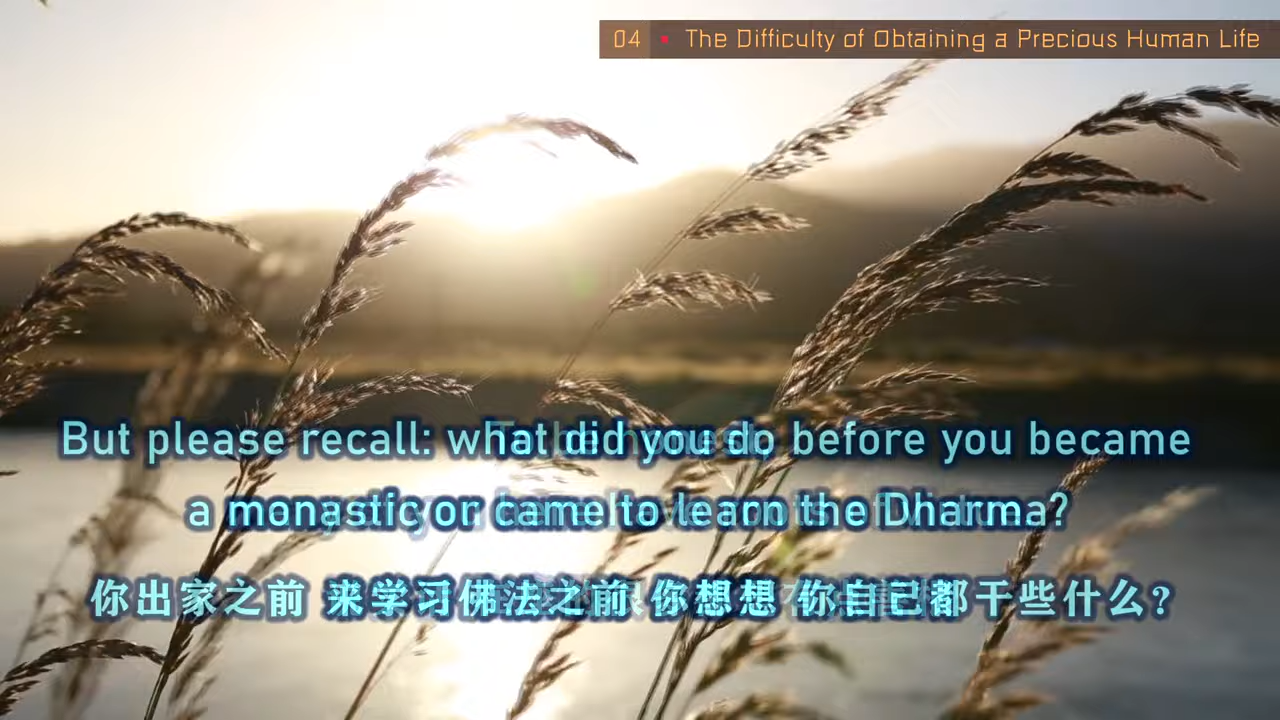 04 • The Difficulty of Obtaining a Precious Human Life
But please recall: what did you do before you became
a monastic or came to learn the Dharma?
你出家之前 来学习佛法之前 你想想 你自己都干些什么?